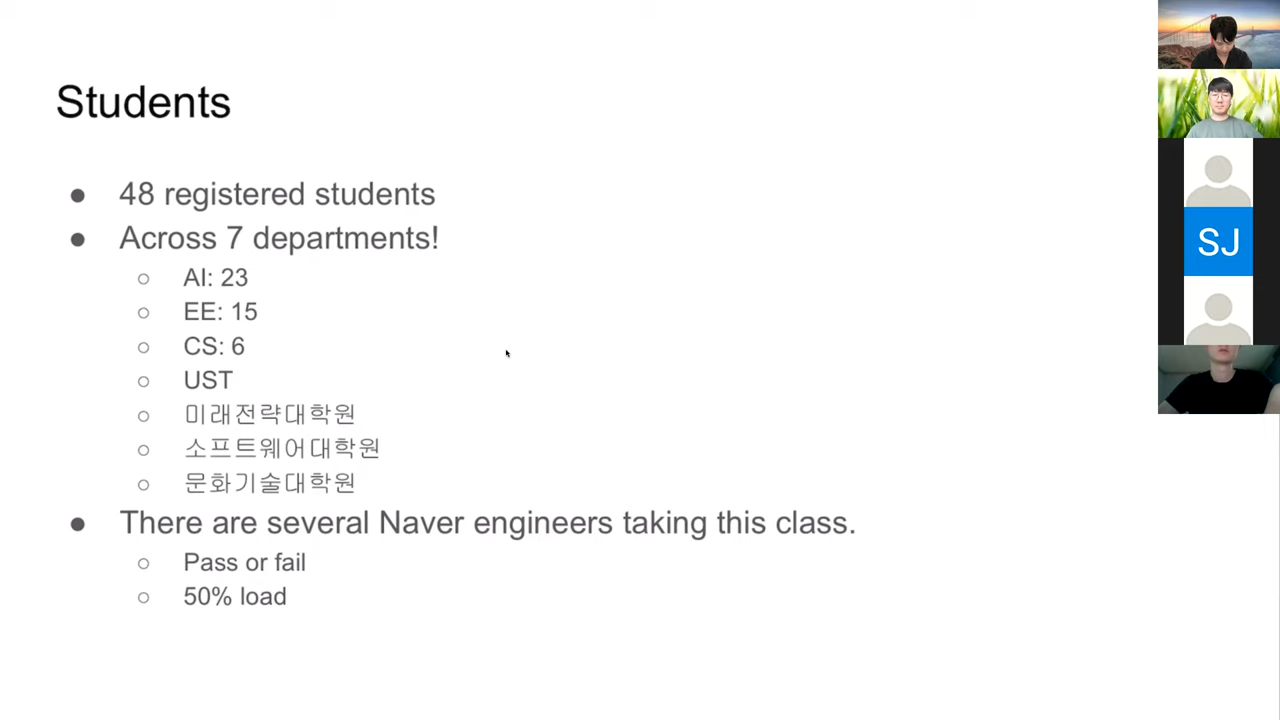 Students
48 registered students
Across 7 departments!
AI: 23
EE: 15
CS: 6
UST
미래전략대학원
소프트웨어대학원
문화기술대학원
There are several Naver engineers taking this class.
Pass or fail
50% load
SJ